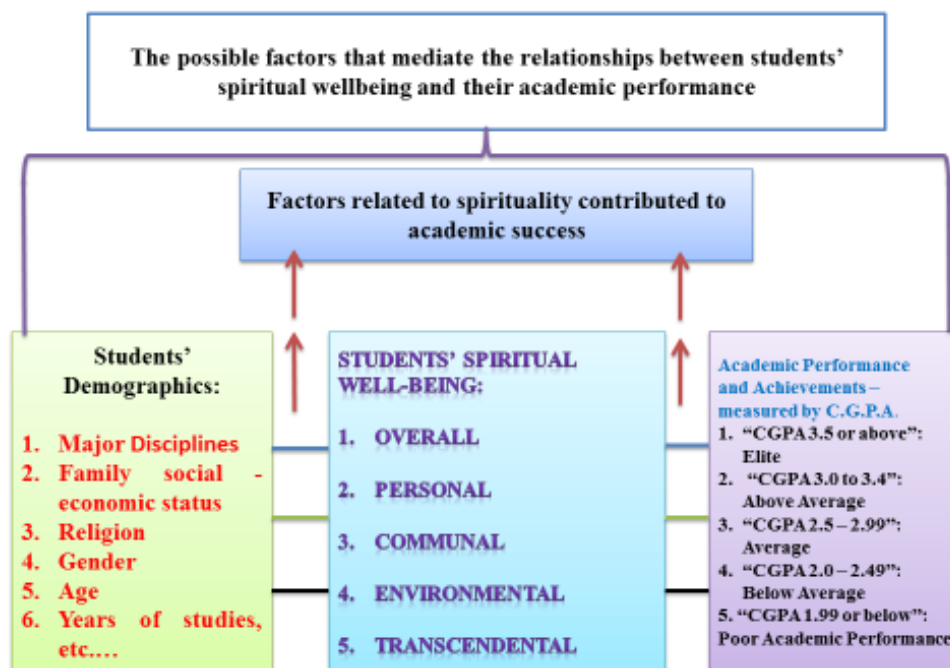 The possible factors that mediate the relationships between students'
spiritual wellbeing and their academic performance
Factors related to spirituality contributed to
academic success
Students'
Demographics:
1. Major Disciplines
2. Family social -
economic status
3. Religion
4. Gender
5. Age
6. Years of studies,
etc....
STUDENTS' SPIRITUAL
WELL-BEING:
1. OVERALL
2. PERSONAL
3. COMMUNAL
4. ENVIRONMENTAL
5. TRANSCENDENTAL
Academic Performance
and Achievements –
measured by C.G.P.A.
1. “CGPA 3.5 or above”:
Elite
2. “CGPA 3.0 to 3.4”:
Above Average
3. “CGPA 2.5 – 2.99”:
Average
4. “CGPA 2.0 – 2.49”:
Below Average
5. “CGPA 1.99 or below”:
Poor Academic Performance